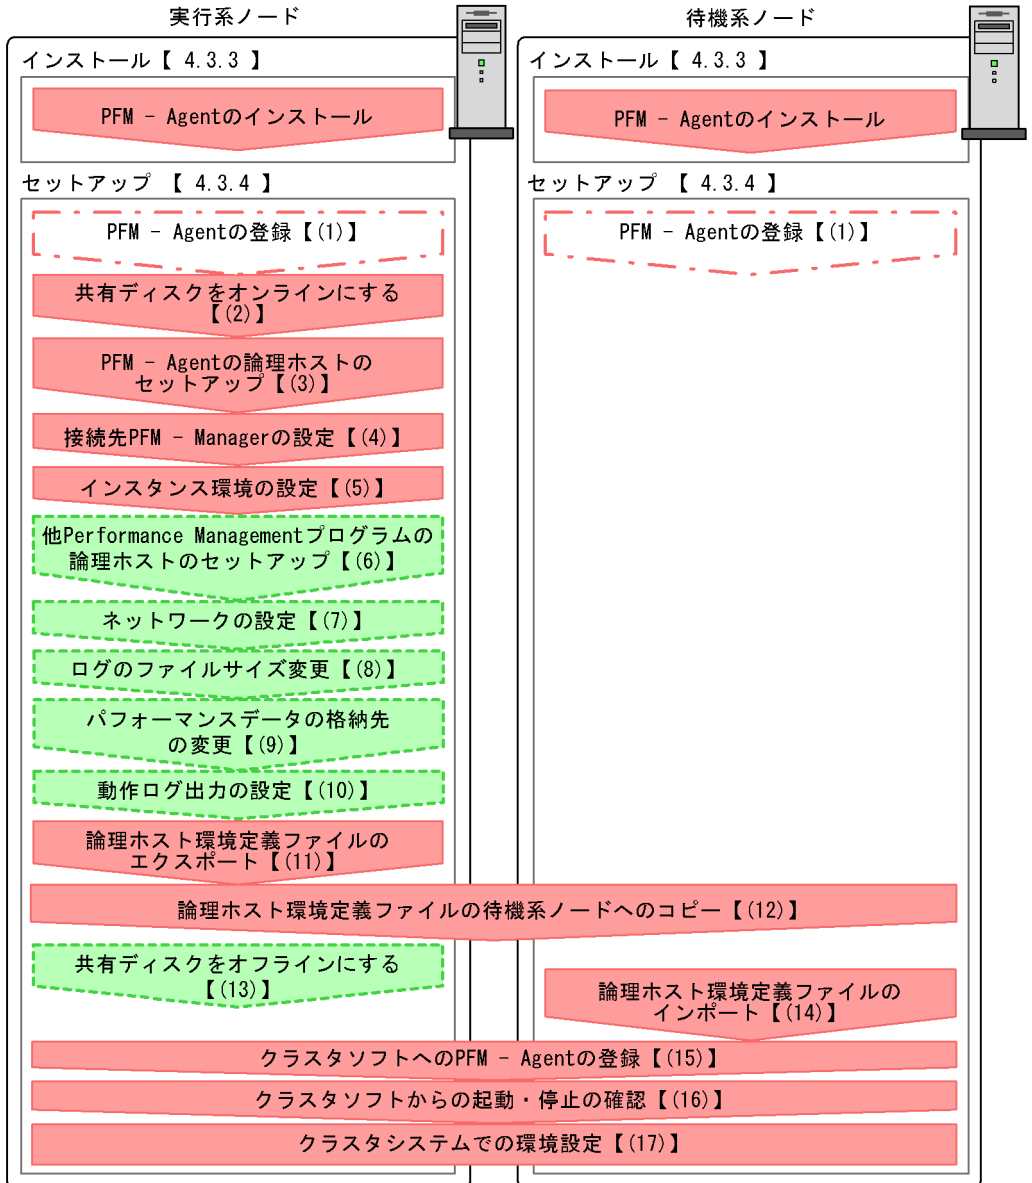 実行系ノード
待機系ノード
インストール【 4.3.3 】
インストール【 4.3.3 】
PFM - Agentのインストール
PFM - Agentのインストール
セットアップ 【 4.3.4 】
セットアップ 【 4.3.4 】
PFM - Agentの登録【(1)】
PFM - Agentの登録【(1)】
共有ディスクをオンラインにする
【(2)】
PFM - Agentの論理ホストの
セットアップ【(3)】
接続先PFM - Managerの設定【(4)】
インスタンス環境の設定【(5)】
他Performance Managementプログラムの
論理ホストのセットアップ【(6)】
ネットワークの設定【(7)】
ログのファイルサイズ変更【(8)】
パフォーマンスデータの格納先
の変更【(9)】
動作ログ出力の設定【(10)】
論理ホスト環境定義ファイルの
エクスポート【(11)】
論理ホスト環境定義ファイルの待機系ノードへのコピー【(12)】
共有ディスクをオフラインにする
【(13)】
論理ホスト環境定義ファイルの
インポート【(14)】
クラスタソフトへのPFM - Agentの登録【(15)】
クラスタソフトからの起動・停止の確認【(16)】
クラスタシステムでの環境設定【(17)】